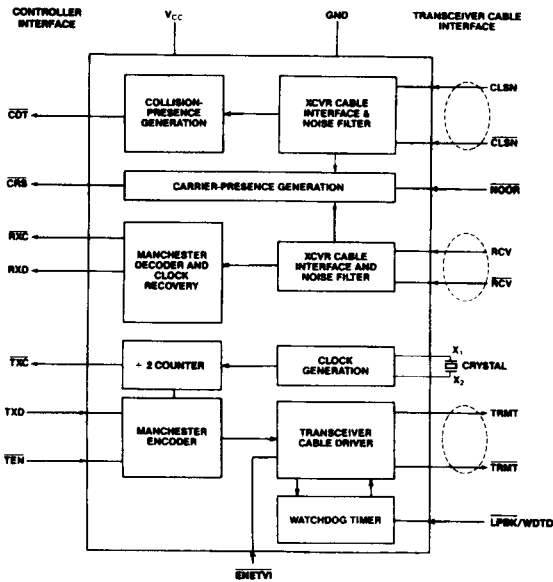 CONTROLLER
INTERFACE
VCC
GND
TRANSCEIVER CABLE
INTERFACE
COLLISION-
PRESENCE
GENERATION
XCVR CABLE
INTERFACE &
NOISE FILTER
CLSN
CDT
CLSN
CRS
CARRIER-PRESENCE GENERATION
NOOR
RXC
RXD
MANCHESTER
DECODER AND
CLOCK
RECOVERY
XCVR CABLE
INTERFACE AND
NOISE FILTER
RCV
RCV
TXC
÷ 2 COUNTER
CLOCK
GENERATION
X1
CRYSTAL
X2
TXD
MANCHESTER
ENCODER
TEN
TRANSCEIVER
CABLE DRIVER
TRMT
TRMT
WATCHDOG TIMER
LPBK/WDTD
ENETV1